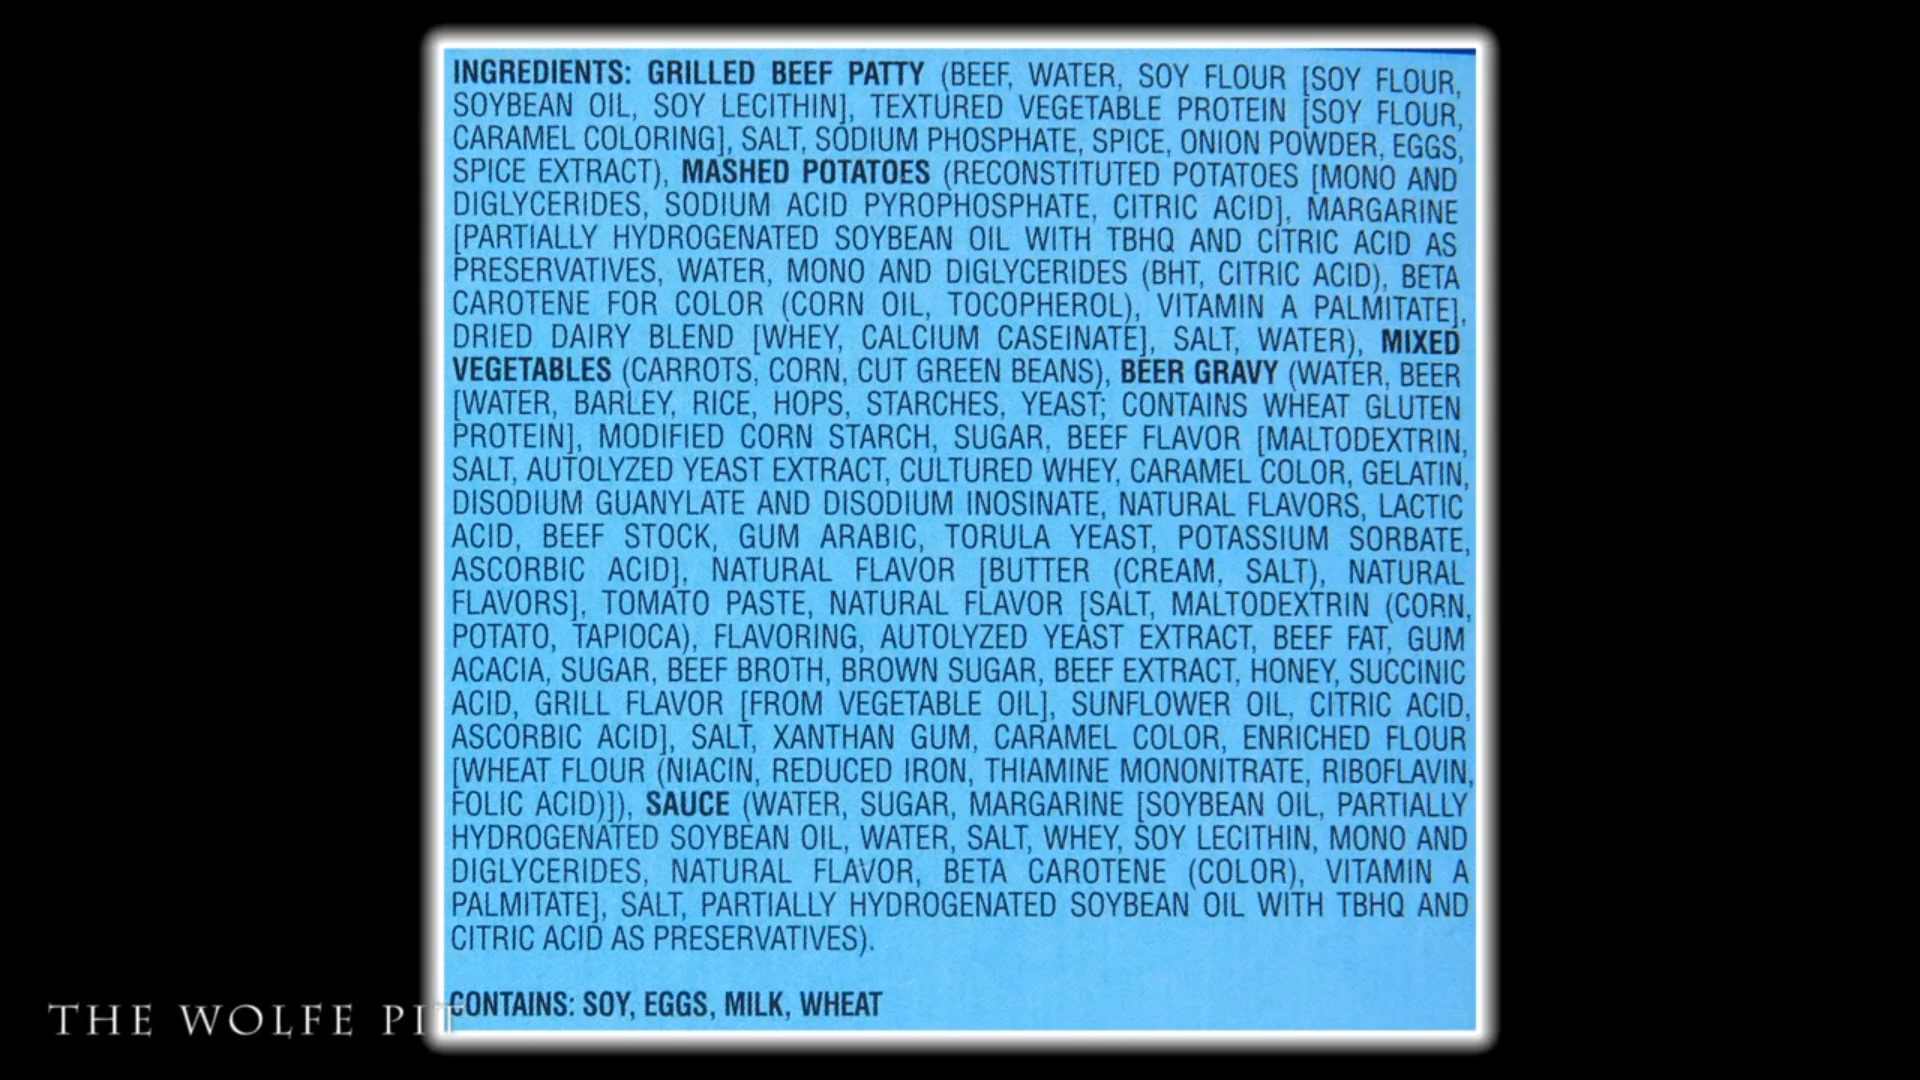 INGREDIENTS: GRILLED BEEF PATTY (BEEF, WATER, SOY FLOUR [SOY FLOUR,
SOYBEAN OIL, SOY LECITHIN], TEXTURED VEGETABLE PROTEIN [SOY FLOUR,
CARAMEL COLORING], SALT, SODIUM PHOSPHATE, SPICE, ONION POWDER, EGGS,
SPICE EXTRACT), MASHED POTATOES (RECONSTITUTED POTATOES [MONO AND
DIGLYCERIDES, SODIUM ACID PYROPHOSPHATE, CITRIC ACID], MARGARINE
[PARTIALLY HYDROGENATED SOYBEAN OIL WITH TBHQ AND CITRIC ACID AS
PRESERVATIVES, WATER, MONO AND DIGLYCERIDES (BHT, CITRIC ACID), BETA
CAROTENE FOR COLOR (CORN OIL, TOCOPHEROL), VITAMIN A PALMITATE],
DRIED DAIRY BLEND [WHEY, CALCIUM CASEINATE], SALT, WATER), MIXED
VEGETABLES (CARROTS, CORN, CUT GREEN BEANS), BEER GRAVY (WATER, BEER
[WATER, BARLEY, RICE, HOPS, STARCHES, YEAST; CONTAINS WHEAT GLUTEN
PROTEIN], MODIFIED CORN STARCH, SUGAR, BEEF FLAVOR [MALTODEXTRIN,
SALT, AUTOLYZED YEAST EXTRACT, CULTURED WHEY, CARAMEL COLOR, GELATIN,
DISODIUM GUANYLATE AND DISODIUM INOSINATE, NATURAL FLAVORS, LACTIC
ACID, BEEF STOCK, GUM ARABIC, TORULA YEAST, POTASSIUM SORBATE,
ASCORBIC ACID], NATURAL FLAVOR [BUTTER (CREAM, SALT), NATURAL
FLAVORS], TOMATO PASTE, NATURAL FLAVOR [SALT, MALTODEXTRIN (CORN,
POTATO, TAPIOCA), FLAVORING, AUTOLYZED YEAST EXTRACT, BEEF FAT, GUM
ACACIA, SUGAR, BEEF BROTH, BROWN SUGAR, BEEF EXTRACT, HONEY, SUCCINIC
ACID, GRILL FLAVOR [FROM VEGETABLE OIL], SUNFLOWER OIL, CITRIC ACID,
ASCORBIC ACID], SALT, XANTHAN GUM, CARAMEL COLOR, ENRICHED FLOUR
[WHEAT FLOUR (NIACIN, REDUCED IRON, THIAMINE MONONITRATE, RIBOFLAVIN,
FOLIC ACID)]), SAUCE (WATER, SUGAR, MARGARINE [SOYBEAN OIL, PARTIALLY
HYDROGENATED SOYBEAN OIL, WATER, SALT, WHEY, SOY LECITHIN, MONO AND
DIGLYCERIDES, NATURAL FLAVOR, BETA CAROTENE (COLOR), VITAMIN A
PALMITATE], SALT, PARTIALLY HYDROGENATED SOYBEAN OIL WITH TBHQ AND
CITRIC ACID AS PRESERVATIVES).
CONTAINS: SOY, EGGS, MILK, WHEAT
THE WOLFE PIT